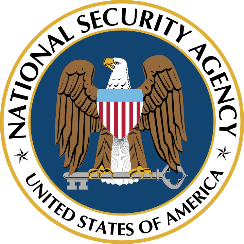 NATIONAL SECURITY AGENCY
UNITED STATES OF AMERICA